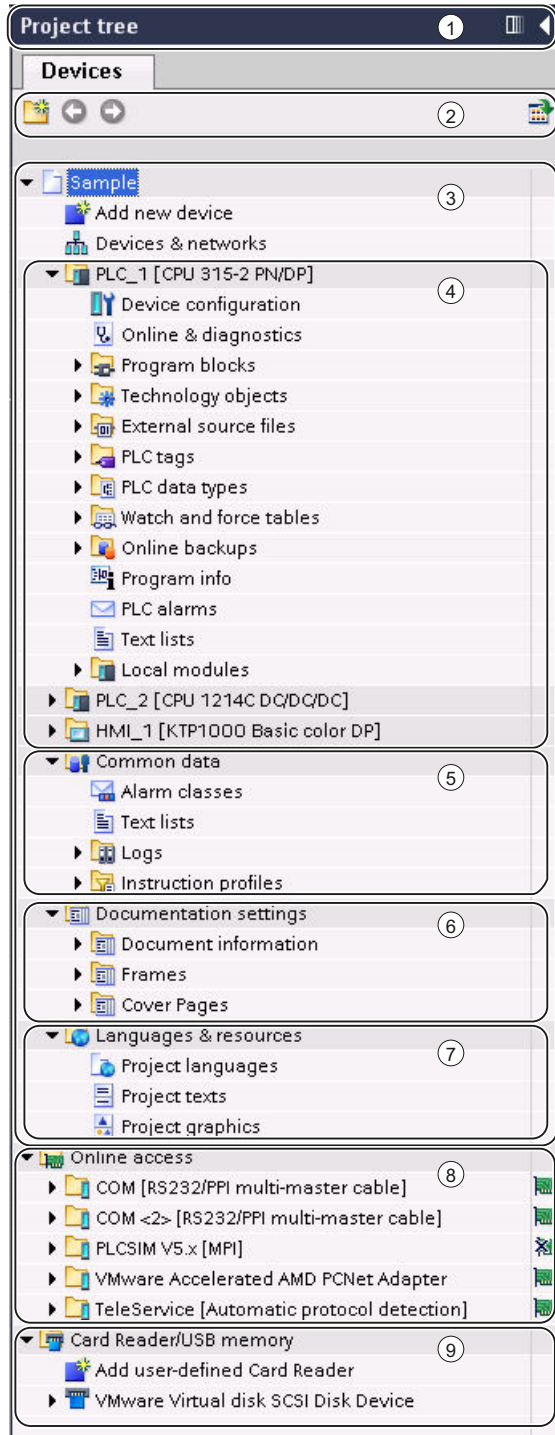 Project tree 1
Devices
2
Sample 3
Add new device
Devices & networks
PLC_1 [CPU 315-2 PN/DP] 4
Device configuration
Online & diagnostics
Program blocks
Technology objects
External source files
PLC tags
PLC data types
Watch and force tables
Online backups
Program info
PLC alarms
Text lists
Local modules
PLC_2 [CPU 1214C DC/DC/DC]
HMI_1 [KTP1000 Basic color DP]
Common data 5
Alarm classes
Text lists
Logs
Instruction profiles
Documentation settings 6
Document information
Frames
Cover Pages
Languages & resources 7
Project languages
Project texts
Project graphics
Online access 8
COM [RS232/PPI multi-master cable]
COM <2> [RS232/PPI multi-master cable]
PLCSIM V5.x [MPI]
VMware Accelerated AMD PCNet Adapter
TeleService [Automatic protocol detection]
Card Reader/USB memory 9
Add user-defined Card Reader
VMware Virtual disk SCSI Disk Device